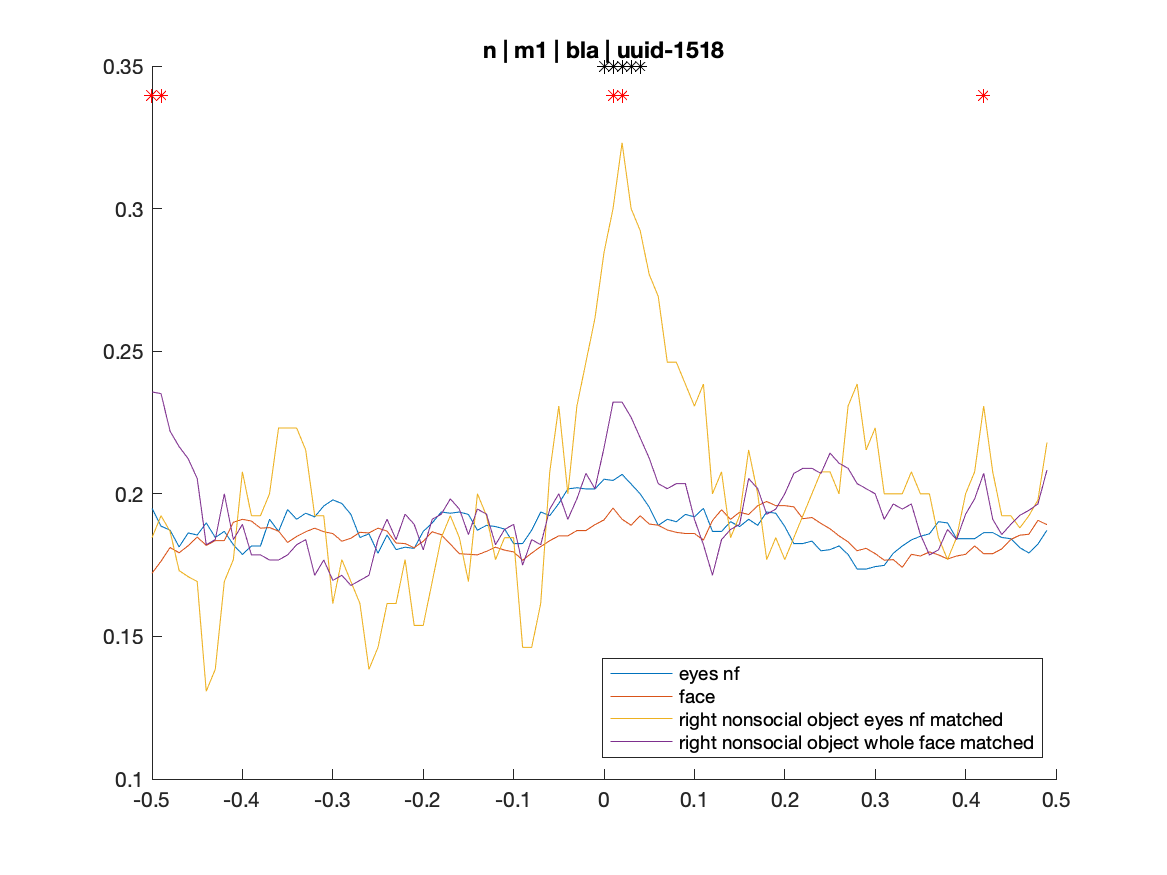 n | m1 | bla | uuid-1518
0.35
0.3
0.25
0.2
0.15
0.1
eyes nf
face
right nonsocial object eyes nf matched
right nonsocial object whole face matched
-0.5 -0.4 -0.3 -0.2 -0.1 0 0.1 0.2 0.3 0.4 0.5